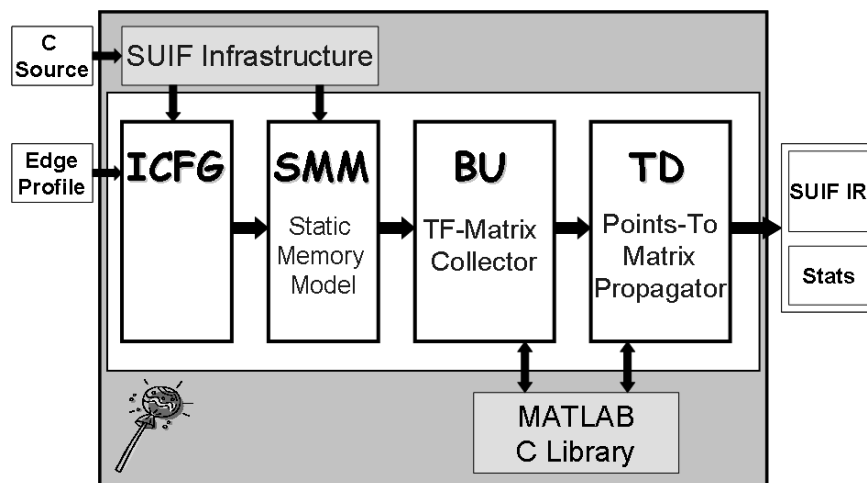 C
Source
SUIF Infrastructure
Edge
Profile
ICFG
SMM
Static
Memory
Model
BU
TF-Matrix
Collector
TD
Points-To
Matrix
Propagator
SUIF IR
Stats
MATLAB
C Library